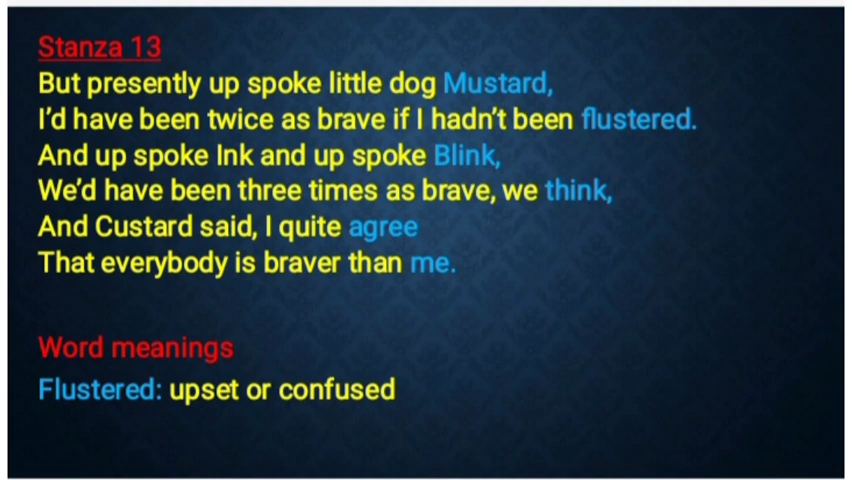 Stanza 13
But presently up spoke little dog Mustard,
I'd have been twice as brave if I hadn't been flustered.
And up spoke Ink and up spoke Blink,
We'd have been three times as brave, we think,
And Custard said, I quite agree
That everybody is braver than me.
Word meanings
Flustered: upset or confused